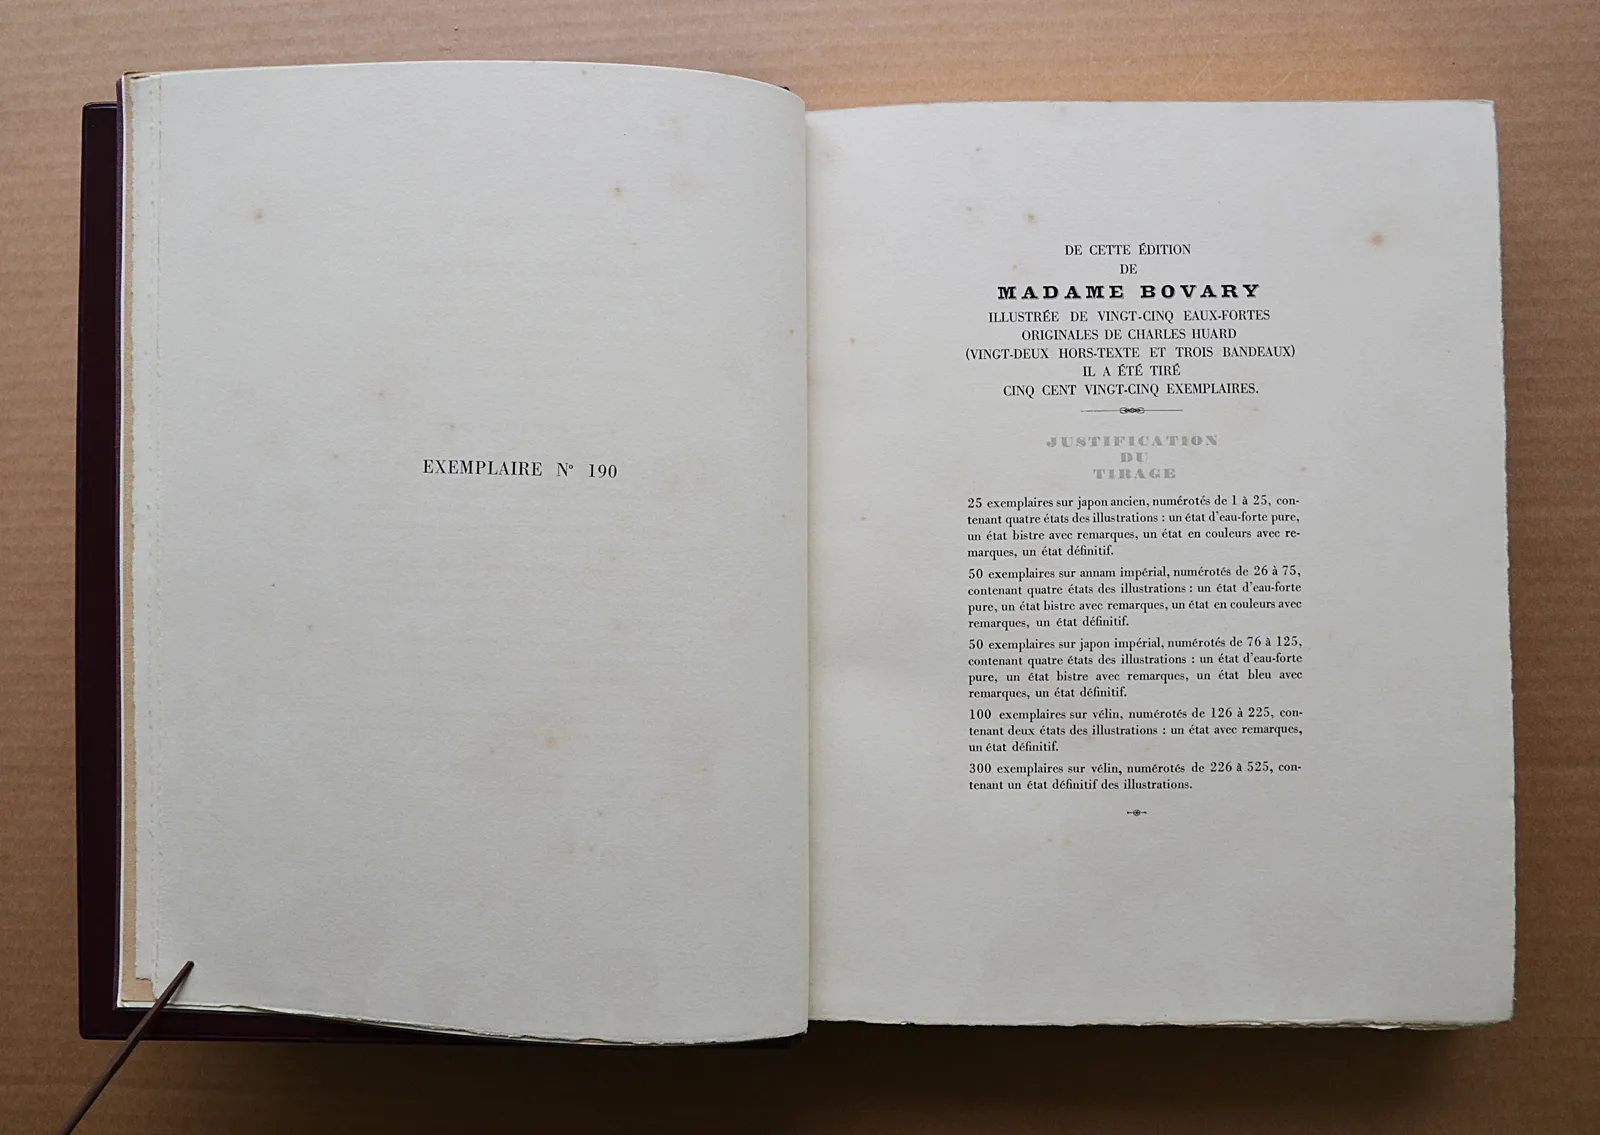 EXEMPLAIRE Nº 190
DE CETTE ÉDITION
DE
MADAME BOVARY
ILLUSTRÉE DE VINGT-CINQ EAUX-FORTES
ORIGINALES DE CHARLES HUARD
(VINGT-DEUX HORS-TEXTE ET TROIS BANDEAUX)
IL A ÉTÉ TIRÉ
CINQ CENT VINGT-CINQ EXEMPLAIRES.
JUSTIFICATION
DU
TIRAGE
25 exemplaires sur japon ancien, numérotés de 1 à 25, con-
tenant quatre états des illustrations : un état d'eau-forte pure,
un état bistre avec remarques, un état en couleurs avec re-
marques, un état définitif.
50 exemplaires sur annam impérial, numérotés de 26 à 75,
contenant quatre états des illustrations : un état d'eau-forte
pure, un état bistre avec remarques, un état en couleurs avec
remarques, un état définitif.
50 exemplaires sur japon impérial, numérotés de 76 à 125,
contenant quatre états des illustrations : un état d'eau-forte
pure, un état bistre avec remarques, un état bleu avec
remarques, un état définitif.
100 exemplaires sur vélin, numérotés de 126 à 225, con-
tenant deux états des illustrations : un état avec remarques,
un état définitif.
300 exemplaires sur vélin, numérotés de 226 à 525, con-
tenant un état définitif des illustrations.